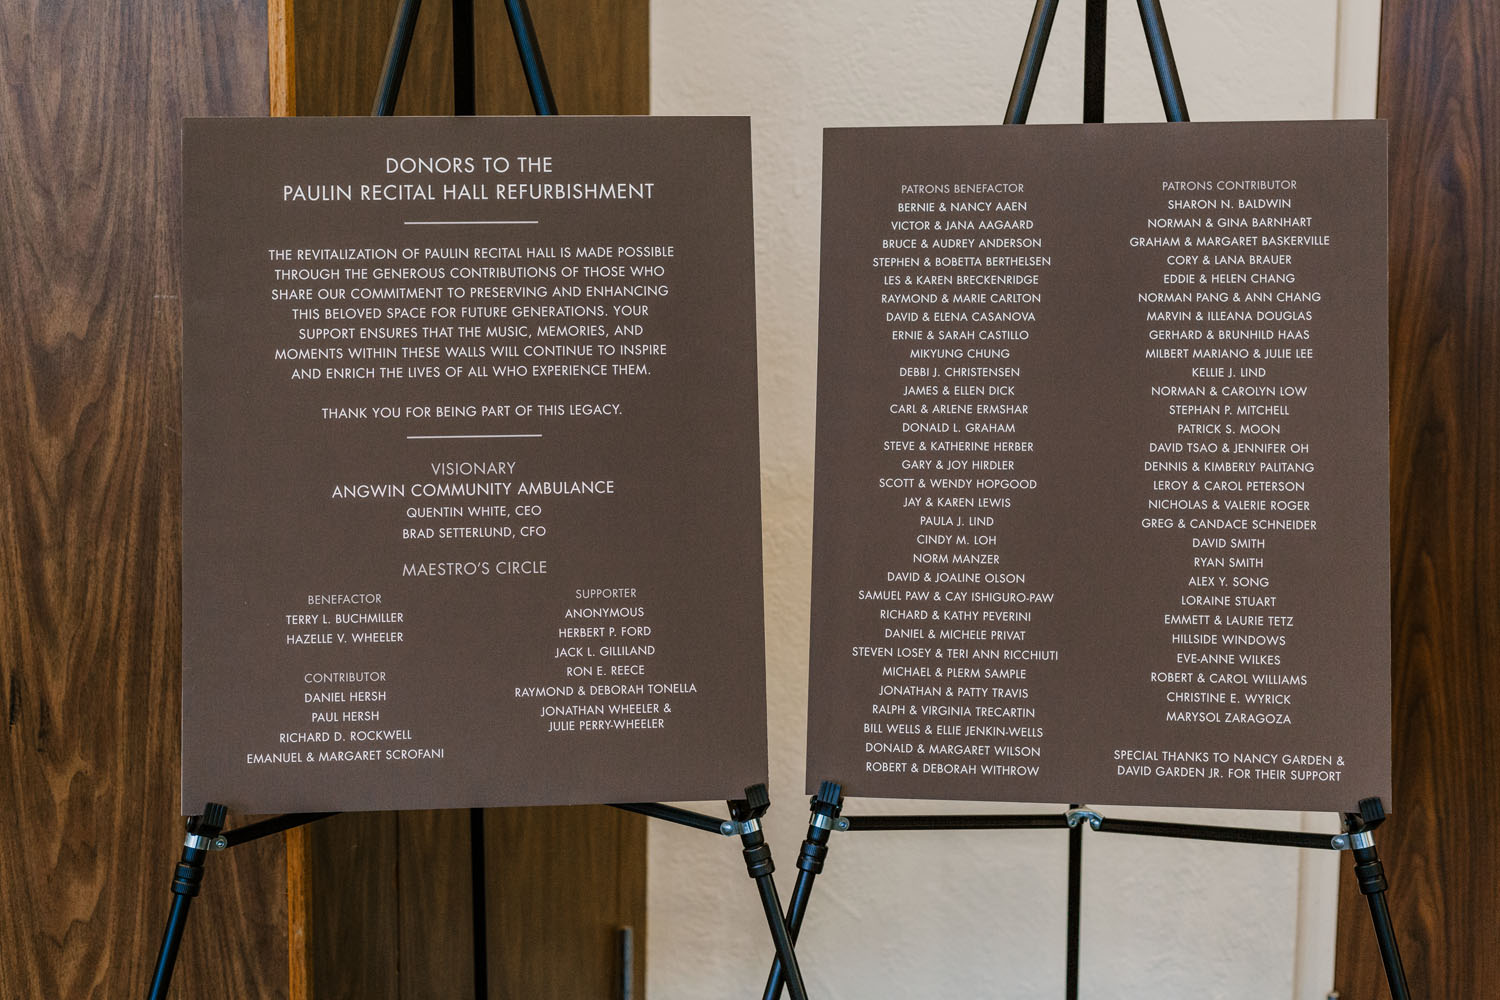 DONORS TO THE
PAULIN RECITAL HALL REFURBISHMENT
THE REVITALIZATION OF PAULIN RECITAL HALL IS MADE POSSIBLE
THROUGH THE GENEROUS CONTRIBUTIONS OF THOSE WHO
SHARE OUR COMMITMENT TO PRESERVING AND ENHANCING
THIS BELOVED SPACE FOR FUTURE GENERATIONS. YOUR
SUPPORT ENSURES THAT THE MUSIC, MEMORIES, AND
MOMENTS WITHIN THESE WALLS WILL CONTINUE TO INSPIRE
AND ENRICH THE LIVES OF ALL WHO EXPERIENCE THEM.
THANK YOU FOR BEING PART OF THIS LEGACY.
VISIONARY
ANGWIN COMMUNITY AMBULANCE
QUENTIN WHITE, CEO
BRAD SETTERLUND, CFO
MAESTRO'S CIRCLE
BENEFACTOR
TERRY L. BUCHMILLER
HAZELLE V. WHEELER
CONTRIBUTOR
DANIEL HERSH
PAUL HERSH
RICHARD D. ROCKWELL
EMANUEL & MARGARET SCROFANI
SUPPORTER
ANONYMOUS
HERBERT P. FORD
JACK L. GILLILAND
RON E. REECE
RAYMOND & DEBORAH TONELLA
JONATHAN WHEELER &
JULIE PERRY-WHEELER
PATRONS BENEFACTOR
BERNIE & NANCY AAEN
VICTOR & JANA AAGAARD
BRUCE & AUDREY ANDERSON
STEPHEN & BOBETTA BERTHELSEN
LES & KAREN BRECKENRIDGE
RAYMOND & MARIE CARLTON
DAVID & ELENA CASANOVA
ERNIE & SARAH CASTILLO
MIKYUNG CHUNG
DEBBI J. CHRISTENSEN
JAMES & ELLEN DICK
CARL & ARLENE ERMSHAR
DONALD L. GRAHAM
STEVE & KATHERINE HERBER
GARY & JOY HIRDLER
SCOTT & WENDY HOPGOOD
JAY & KAREN LEWIS
PAULA J. LIND
CINDY M. LOH
NORM MANZER
DAVID & JOALINE OLSON
SAMUEL PAW & CAY ISHIGURO-PAW
RICHARD & KATHY PEVERINI
DANIEL & MICHELE PRIVAT
STEVEN LOSEY & TERI ANN RICCHIUTI
MICHAEL & PLERM SAMPLE
JONATHAN & PATTY TRAVIS
RALPH & VIRGINIA TRECARTIN
BILL WELLS & ELLIE JENKIN-WELLS
DONALD & MARGARET WILSON
ROBERT & DEBORAH WITHROW
PATRONS CONTRIBUTOR
SHARON N. BALDWIN
NORMAN & GINA BARNHART
GRAHAM & MARGARET BASKERVILLE
CORY & LANA BRAUER
EDDIE & HELEN CHANG
NORMAN PANG & ANN CHANG
MARVIN & ILLEANA DOUGLAS
GERHARD & BRUNHILD HAAS
MILBERT MARIANO & JULIE LEE
KELLIE J. LIND
NORMAN & CAROLYN LOW
STEPHAN P. MITCHELL
PATRICK S. MOON
DAVID TSAO & JENNIFER OH
DENNIS & KIMBERLY PALITANG
LEROY & CAROL PETERSON
NICHOLAS & VALERIE ROGER
GREG & CANDACE SCHNEIDER
DAVID SMITH
RYAN SMITH
ALEX Y. SONG
LORAINE STUART
EMMETT & LAURIE TETZ
HILLSIDE WINDOWS
EVE-ANNE WILKES
ROBERT & CAROL WILLIAMS
CHRISTINE E. WYRICK
MARYSOL ZARAGOZA
SPECIAL THANKS TO NANCY GARDEN &
DAVID GARDEN JR. FOR THEIR SUPPORT